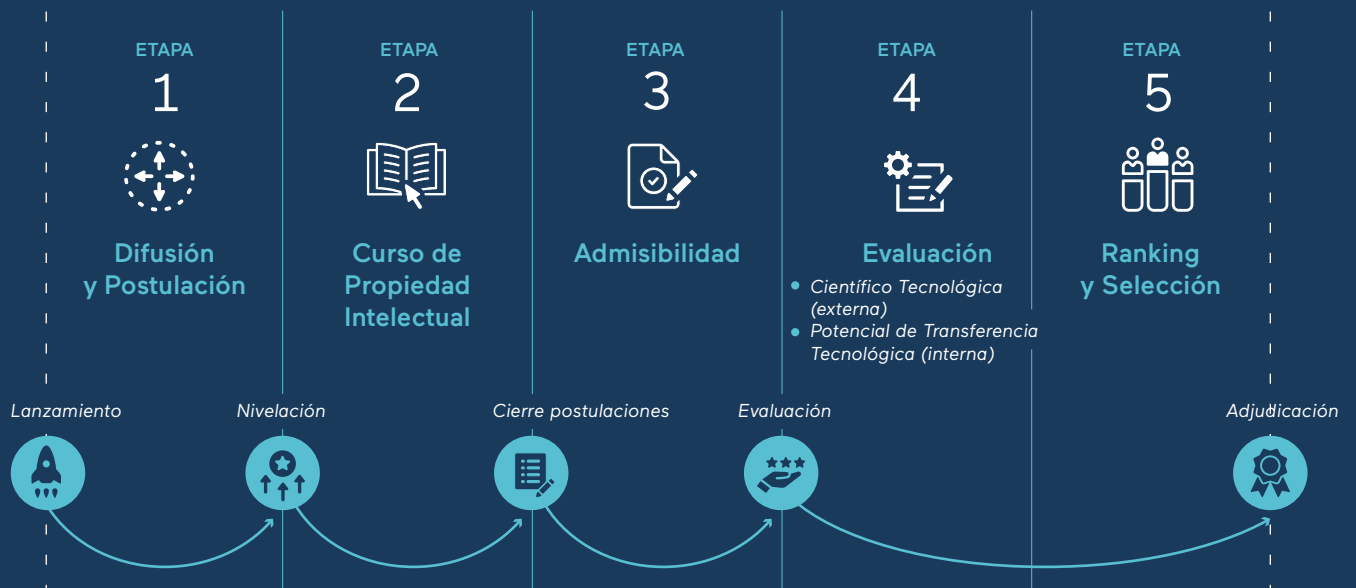 ETAPA
1
Difusión
y Postulación
ETAPA
2
Curso de
Propiedad
Intelectual
ETAPA
3
Admisibilidad
ETAPA
4
Evaluación
• Científico Tecnológica
(externa)
• Potencial de Transferencia
Tecnológica (interna)
ETAPA
5
Ranking
y Selección
Lanzamiento
Nivelación
Cierre postulaciones
Evaluación
Adjudicación